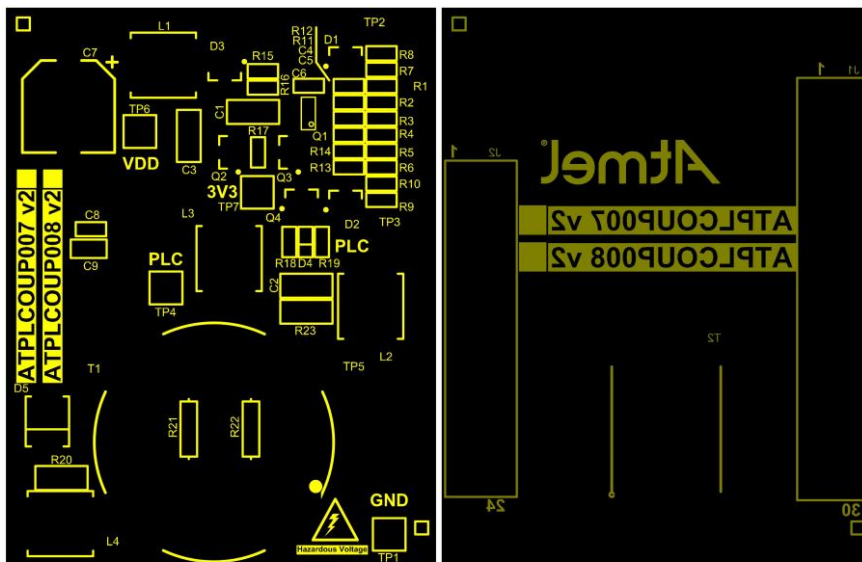 L1
TP2
C7
+
D3
R12
R11
C4
C5
D1
R8
R15
R7
R16
C6
R1
TP6
C1
R2
R3
R17
Q1
R4
VDD
C3
R14
R5
R13
R6
Q2
Q3
R10
3V3
TP7
Q4
D2
R9
L3
TP3
C8
PLC
C9
PLC
R18
D4
R19
TP4
C2
R23
ATPLCOUP007 v2
ATPLCOUP008 v2
L2
T1
TP5
D5
R21
R22
R20
GND
L4
Hazardous Voltage
TP1
1
J1
1
J2
Atmel
ATPLCOUP007 v2
ATPLCOUP008 v2
T2
24
30